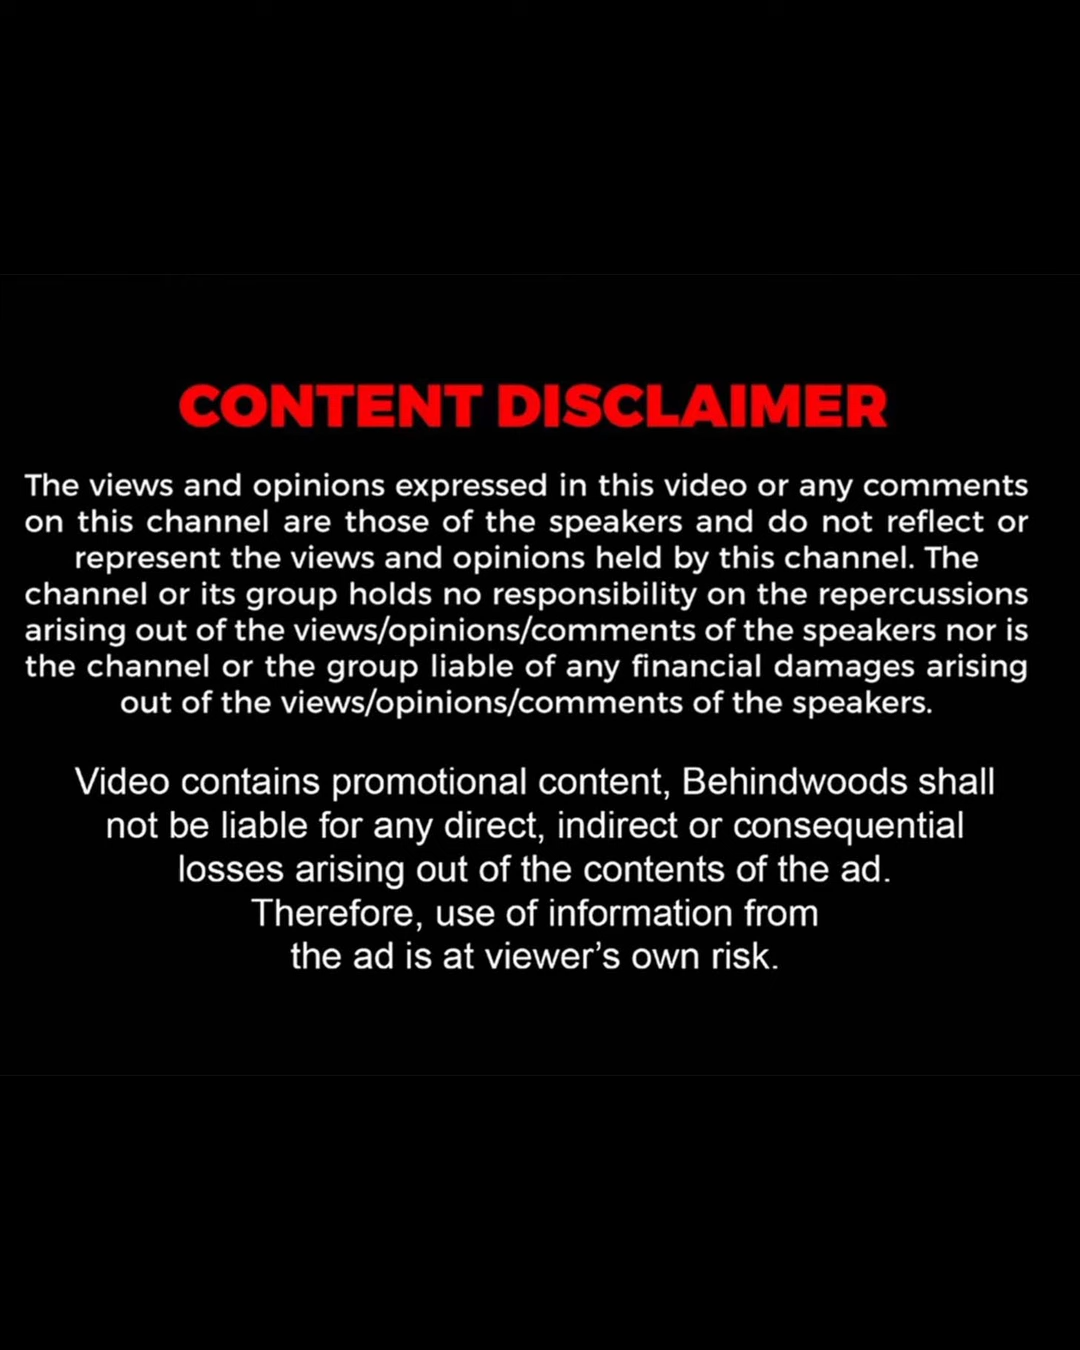 CONTENT DISCLAIMER
The views and opinions expressed in this video or any comments
on this channel are those of the speakers and do not reflect or
represent the views and opinions held by this channel. The
channel or its group holds no responsibility on the repercussions
arising out of the views/opinions/comments of the speakers nor is
the channel or the group liable of any financial damages arising
out of the views/opinions/comments of the speakers.
Video contains promotional content, Behindwoods shall
not be liable for any direct, indirect or consequential
losses arising out of the contents of the ad.
Therefore, use of information from
the ad is at viewer’s own risk.